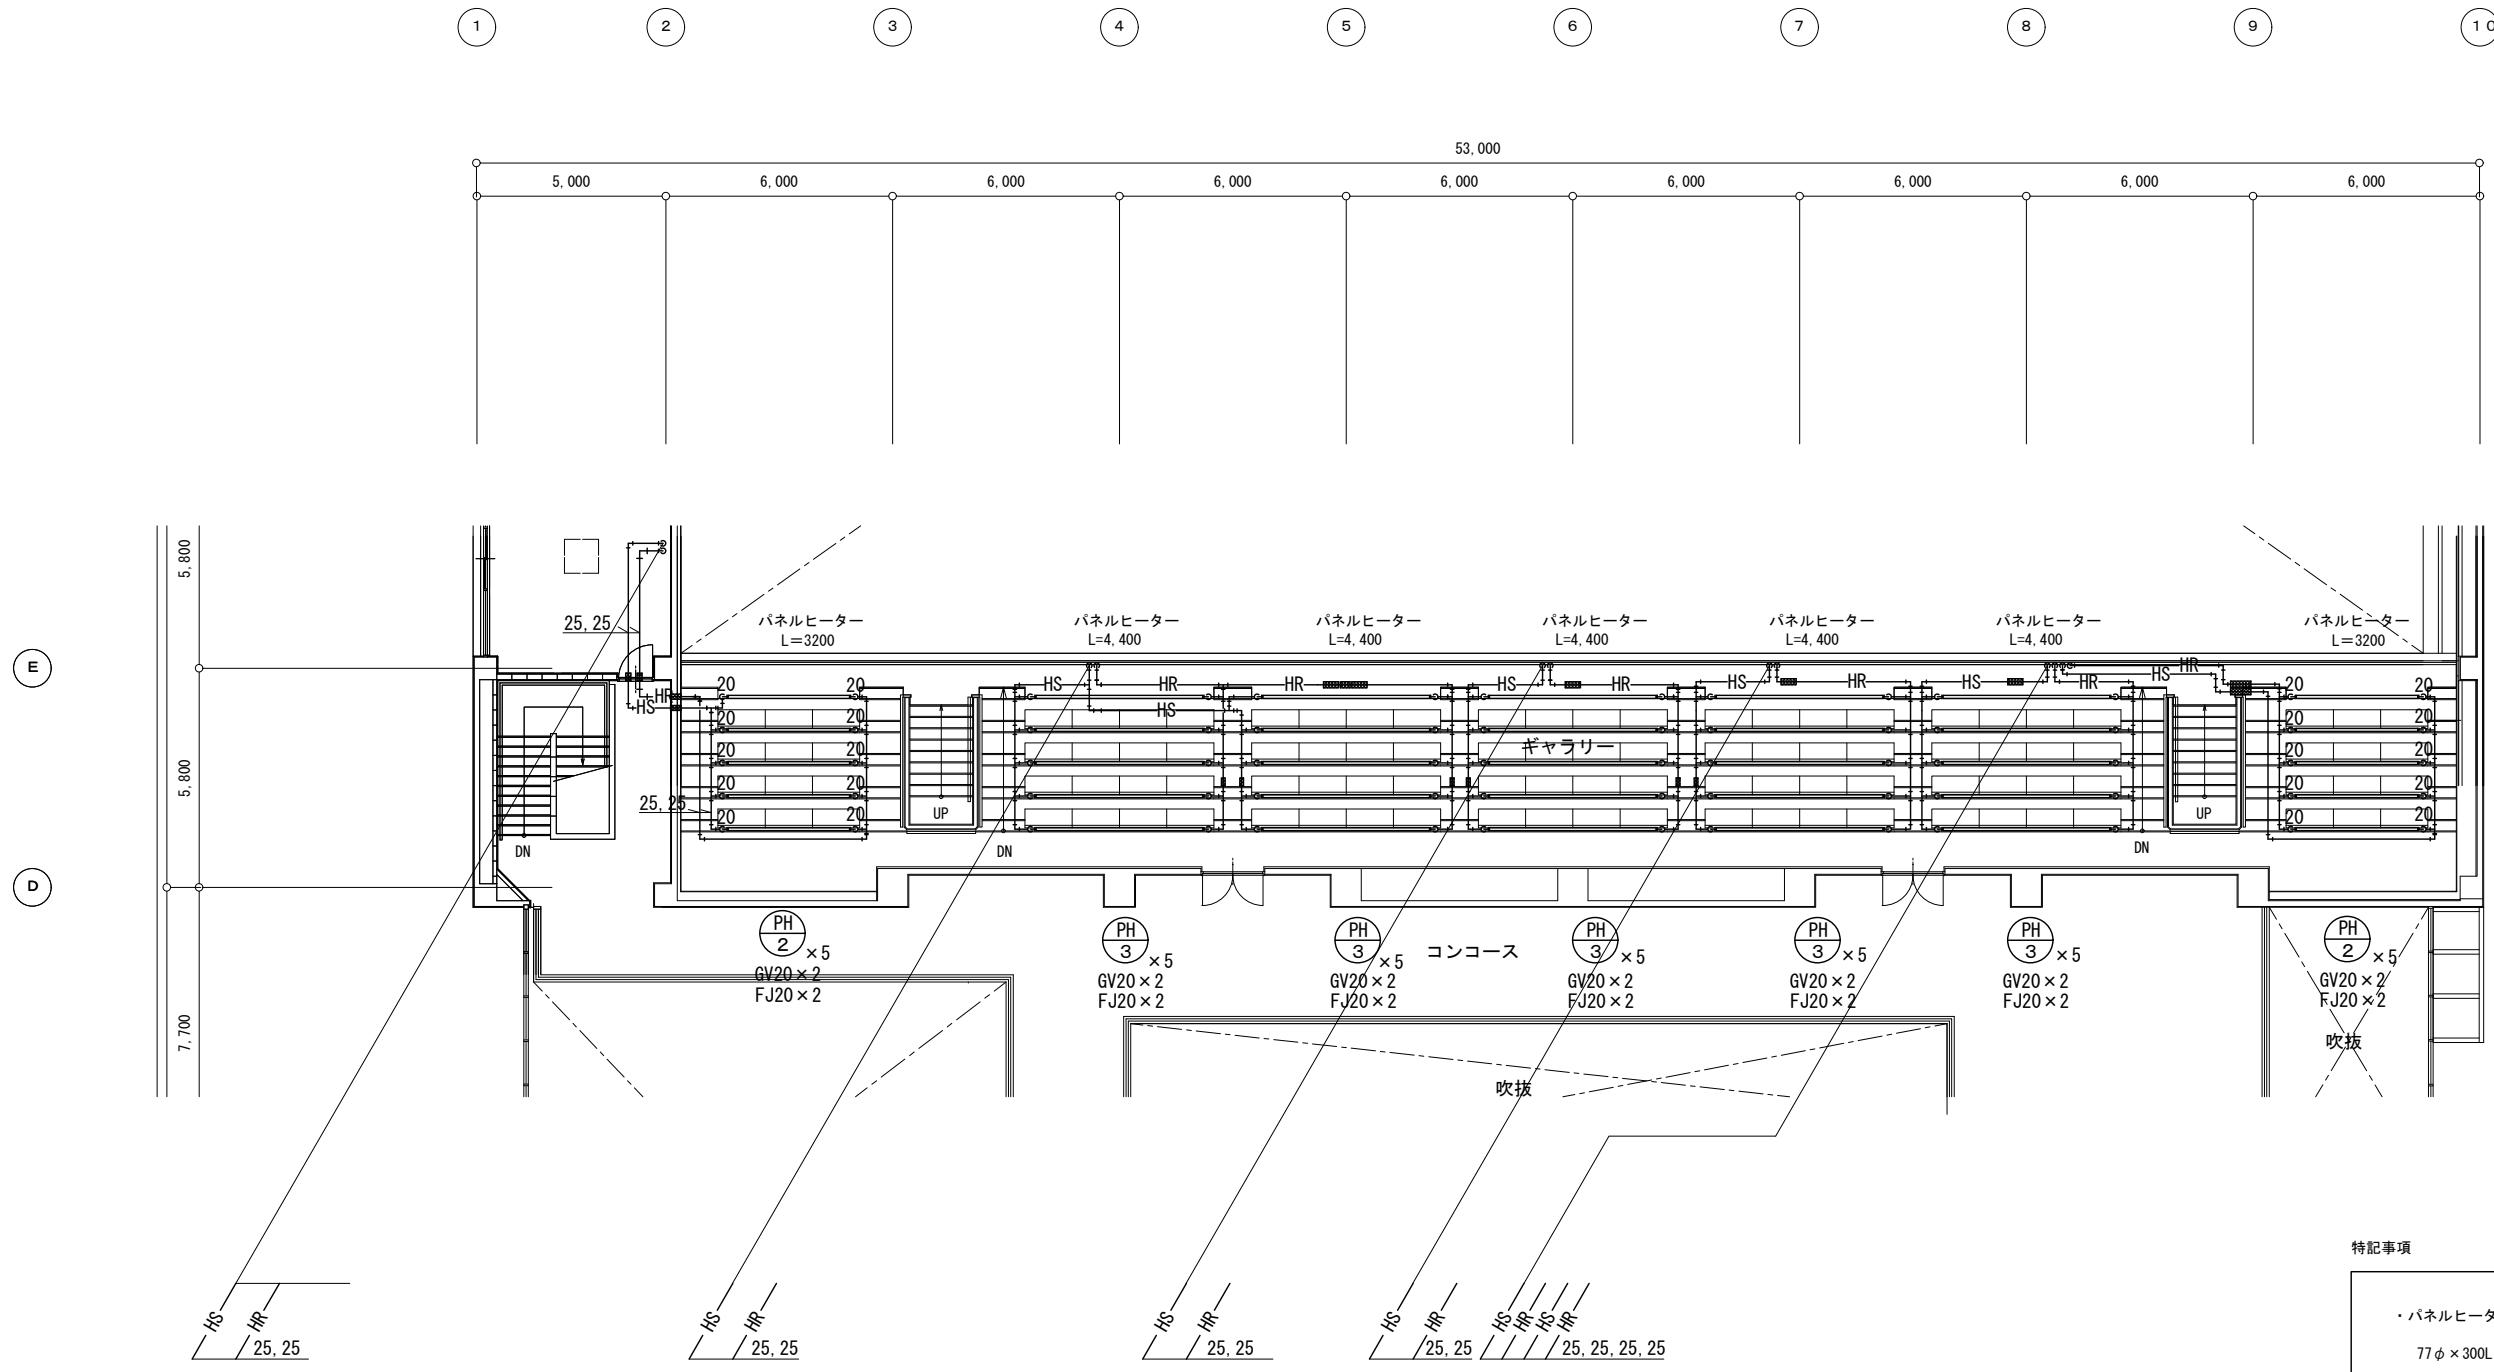 1 2 3 4 5 6 7 8 9 10
53,000
5,000 6,000 6,000 6,000 6,000 6,000 6,000 6,000 6,000
5,800
25,25
パネルヒーター パネルヒーター パネルヒーター パネルヒーター パネルヒーター パネルヒーター パネルヒーター
L=3200 L=4,400 L=4,400 L=4,400 L=4,400 L=4,400 L=3200
E
HS HR HR HS HR HS HR HS HR HS HR
HR HS HS
20 20 20 20
20 20 20 20
ギャラリー
20 20 20 20
5,800
20 20 20 20
25,25
20 20 20 20
UP UP
DN DN DN
D
PH PH PH PH PH PH PH
2 3 3 3 3 3 2
×5 ×5 ×5 ×5 ×5 ×5 ×5
コンコース
GV20×2 GV20×2 GV20×2 GV20×2 GV20×2 GV20×2 GV20×2
FJ20×2 FJ20×2 FJ20×2 FJ20×2 FJ20×2 FJ20×2 FJ20×2
7,700
吹抜
吹抜
特記事項
HS HR HS HR HS HR HS HR HS HR HS HR
・パネルヒータ
25,25 25,25 25,25 25,25 25,25,25,25
77φ×300L